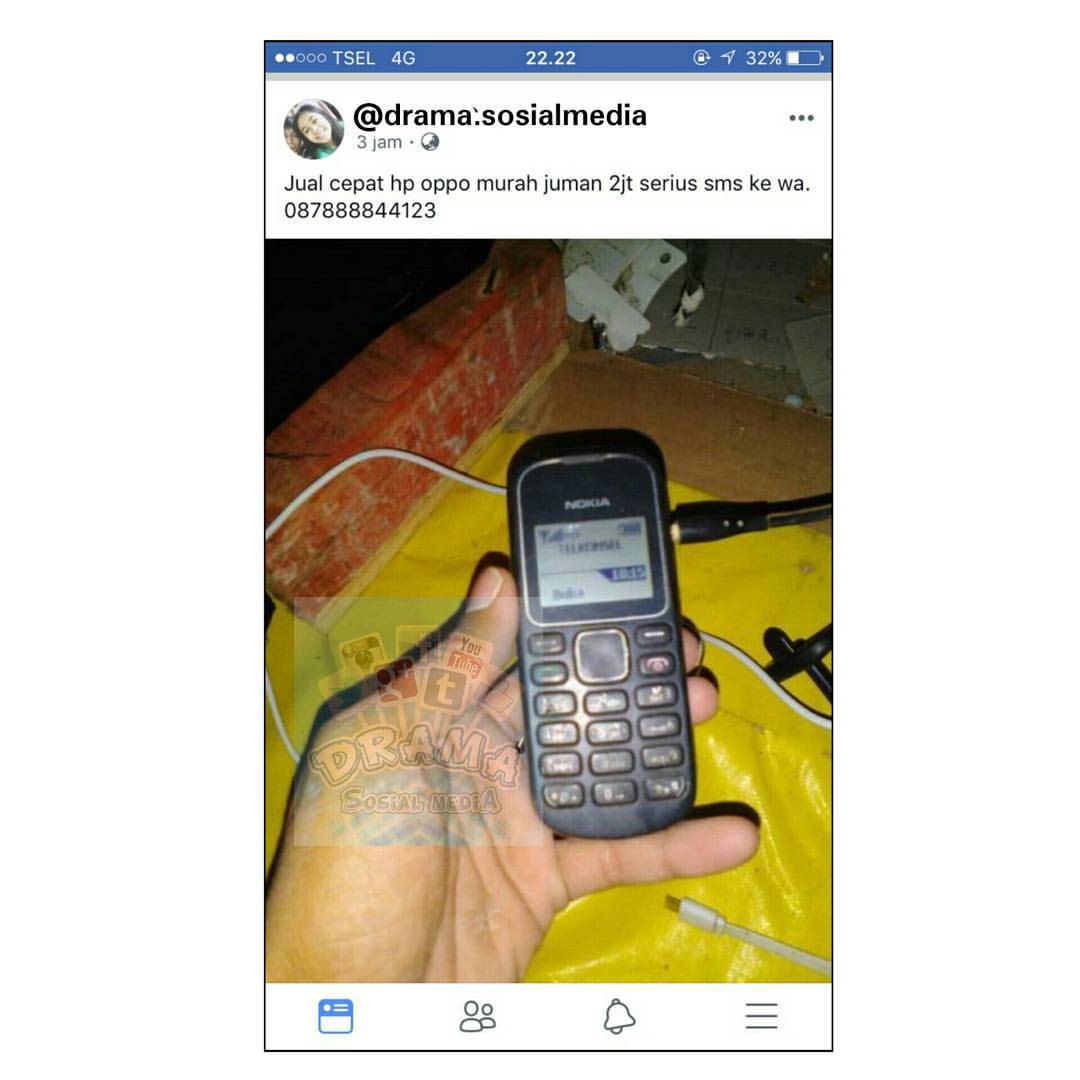 TSEL 4G 22.22 32%
@drama.sosialmedia
3 jam ·
Jual cepat hp oppo murah juman 2jt serius sms ke wa.
087888844123
NOKIA
TELKOMSEL
18:45
Buka
You
Tube
t
DRAMA
SOSIAL MEDIA